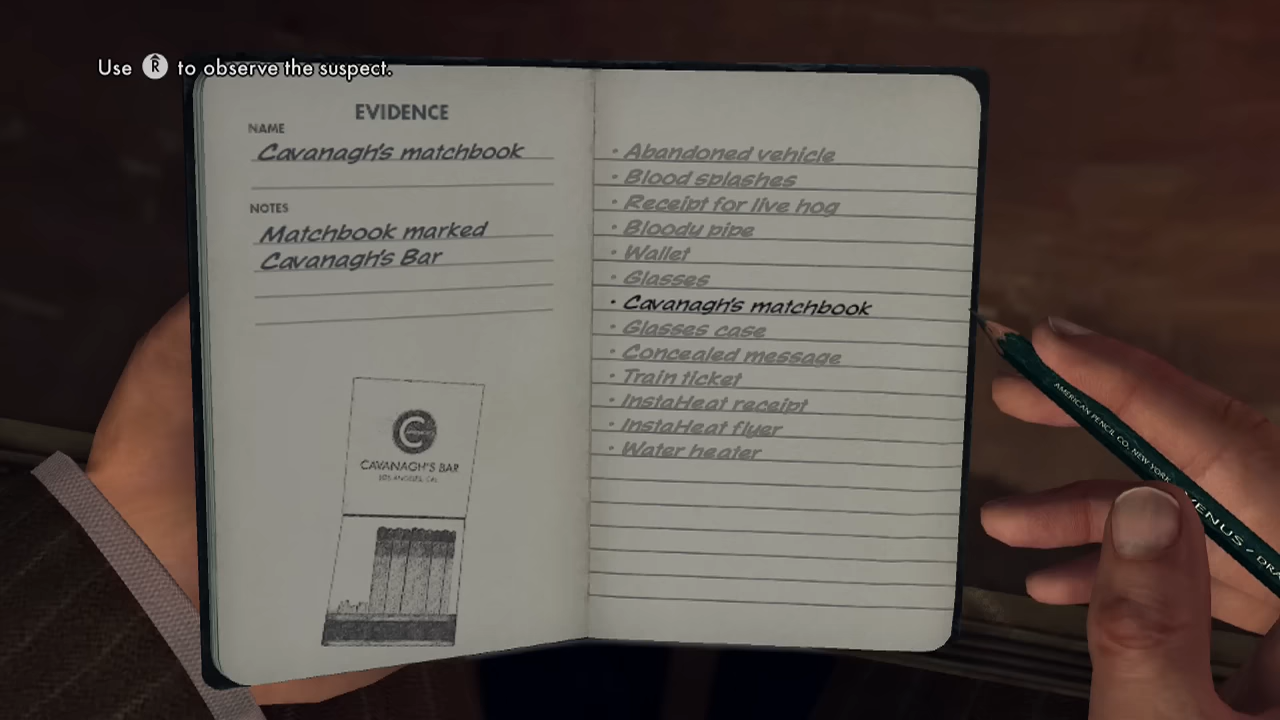 Use R to observe the suspect.
EVIDENCE
NAME
Cavanagh's matchbook
NOTES
Matchbook marked
Cavanagh's Bar
C
CAVANAGH'S BAR
LOS ANGELES, CAL
• Abandoned vehicle
• Blood splashes
• Receipt for live hog
• Bloody pipe
• Wallet
• Glasses
• Cavanagh's matchbook
• Glasses case
• Concealed message
• Train ticket
• InstaHeat receipt
• InstaHeat flyer
• Water heater
AMERICAN PENCIL CO. NEW YORK
VENUS / DRA